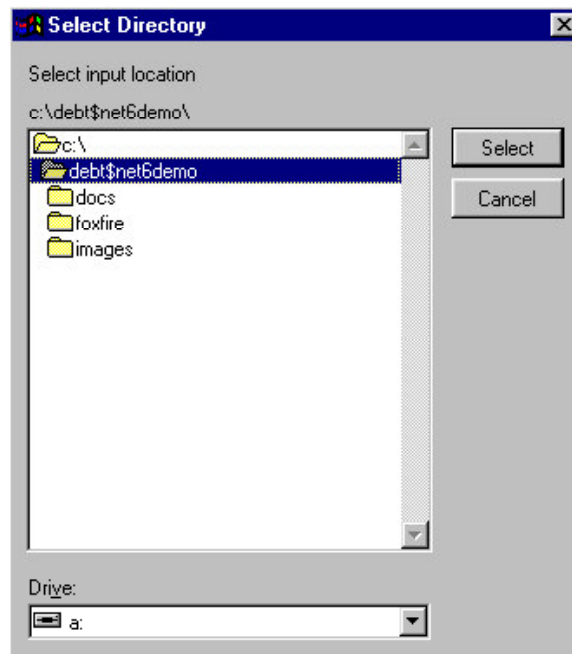 Select Directory
Select input location
c:\debt$net6demo\
c:\
debt$net6demo
docs
foxfire
images
Select
Cancel
Drive:
a: